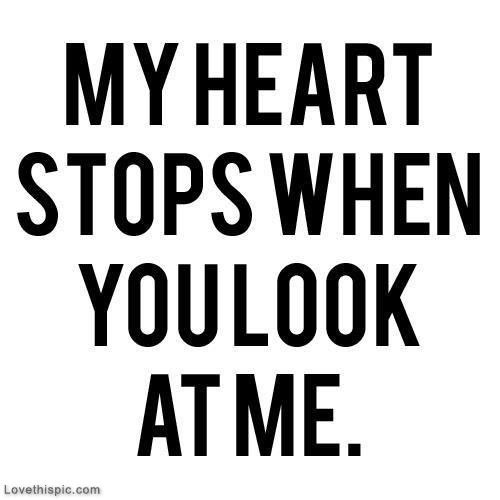 MY HEART
STOPS WHEN
YOU LOOK
AT ME.
Lovethispic.com